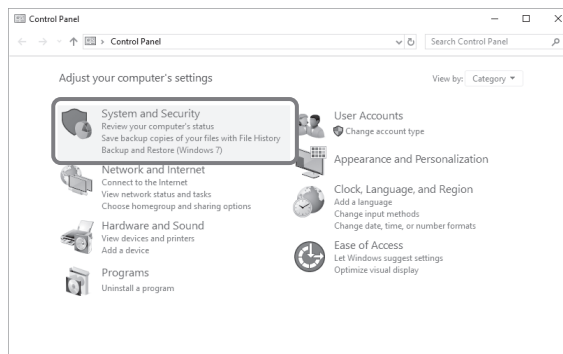 Control Panel
Control Panel
Search Control Panel
Adjust your computer's settings
View by: Category
System and Security
Review your computer's status
Save backup copies of your files with File History
Backup and Restore (Windows 7)
Network and Internet
Connect to the Internet
View network status and tasks
Choose homegroup and sharing options
Hardware and Sound
View devices and printers
Add a device
Programs
Uninstall a program
User Accounts
Change account type
Appearance and Personalization
Clock, Language, and Region
Add a language
Change input methods
Change date, time, or number formats
Ease of Access
Let Windows suggest settings
Optimize visual display